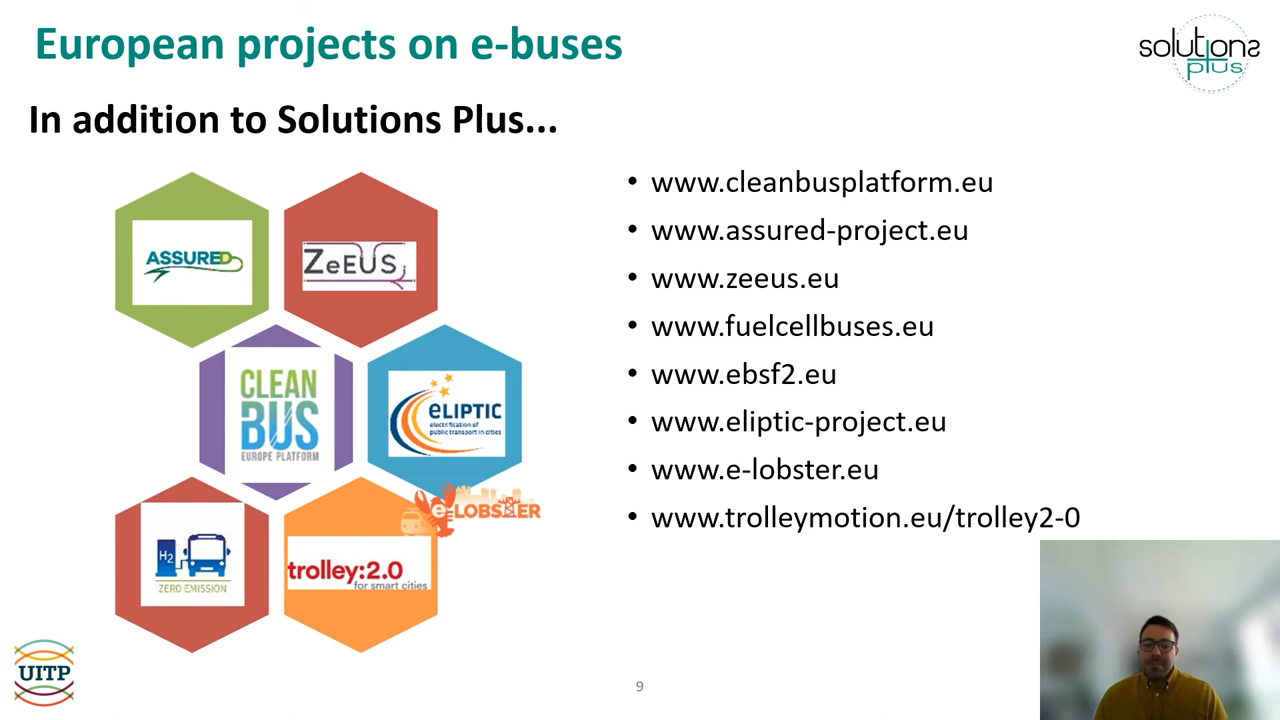 European projects on e-buses
solutions
plus
In addition to Solutions Plus...
ASSURED
ZeEUS
CLEAN
BUS
EUROPE PLATFORM
eLIPTIC
electrification of
public transport in cities
e-LOBSTER
H2
ZERO EMISSION
trolley:2.0
for smart cities
• www.cleanbusplatform.eu
• www.assured-project.eu
• www.zeeus.eu
• www.fuelcellbuses.eu
• www.ebsf2.eu
• www.eliptic-project.eu
• www.e-lobster.eu
• www.trolleymotion.eu/trolley2-0
UITP
9